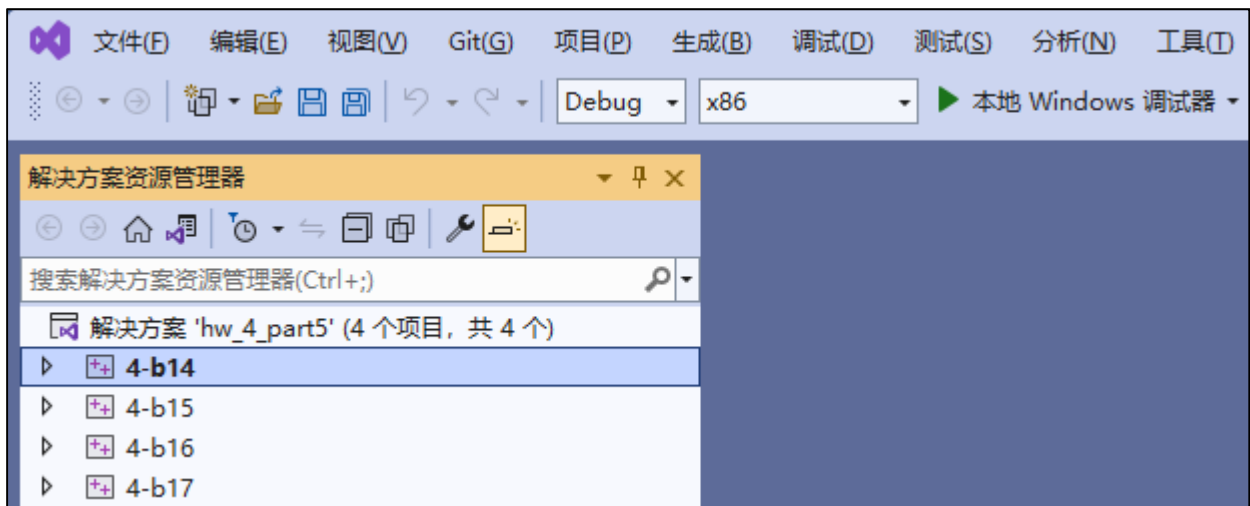 文件(F) 编辑(E) 视图(V) Git(G) 项目(P) 生成(B) 调试(D) 测试(S) 分析(N) 工具(T)
Debug x86 本地 Windows 调试器
解决方案资源管理器
搜索解决方案资源管理器(Ctrl+;)
解决方案 'hw_4_part5' (4 个项目，共 4 个)
4-b14
4-b15
4-b16
4-b17